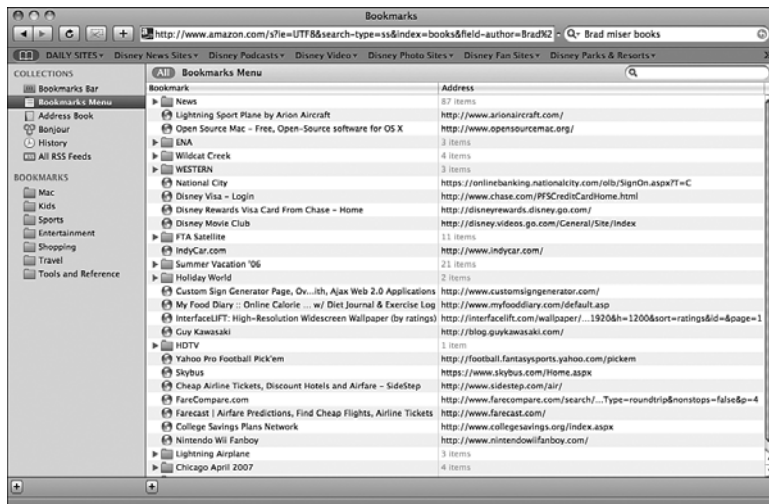 Bookmarks
http://www.amazon.com/s?ie=UTF8&search-type=ss&index=books&field-author=Brad%2 Brad miser books
DAILY SITES Disney News Sites Disney Podcasts Disney Video Disney Photo Sites Disney Fan Sites Disney Parks & Resorts
COLLECTIONS
Bookmarks Bar
Bookmarks Menu
Address Book
Bonjour
History
All RSS Feeds
BOOKMARKS
Mac
Kids
Sports
Entertainment
Shopping
Travel
Tools and Reference
All Bookmarks Menu
Bookmark Address
News 87 items
Lightning Sport Plane by Arion Aircraft http://www.arionaircraft.com/
Open Source Mac – Free, Open-Source software for OS X http://www.opensourcemac.org/
ENA 3 items
Wildcat Creek 4 items
WESTERN 3 items
National City https://onlinebanking.nationalcity.com/olb/SignOn.aspx?T=C
Disney Visa – Login http://www.chase.com/PFSCreditCardHome.html
Disney Rewards Visa Card From Chase – Home http://disneyrewards.disney.go.com/
Disney Movie Club http://disney.videos.go.com/General/Site/Index
FTA Satellite 11 items
IndyCar.com http://www.indycar.com/
Summer Vacation '06 21 items
Holiday World 2 items
Custom Sign Generator Page, Ov...ith, Ajax Web 2.0 Applications http://www.customsigngenerator.com/
My Food Diary :: Online Calorie ... w/ Diet Journal & Exercise Log http://www.myfooddiary.com/default.asp
InterfaceLIFT: High-Resolution Widescreen Wallpaper (by ratings) http://interfacelift.com/wallpaper/...1920&h=1200&sort=ratings&id=&page=1
Guy Kawasaki http://blog.guykawasaki.com/
HDTV 1 item
Yahoo Pro Football Pick'em http://football.fantasysports.yahoo.com/pickem
Skybus https://www.skybus.com/Home.aspx
Cheap Airline Tickets, Discount Hotels and Airfare – SideStep http://www.sidestep.com/air/
FareCompare.com http://www.farecompare.com/search/...Type=roundtrip&nonstops=false&p=4
Farecast | Airfare Predictions, Find Cheap Flights, Airline Tickets http://www.farecast.com/
College Savings Plans Network http://www.collegesavings.org/index.aspx
Nintendo Wii Fanboy http://www.nintendowiifanboy.com/
Lightning Airplane 3 items
Chicago April 2007 4 items